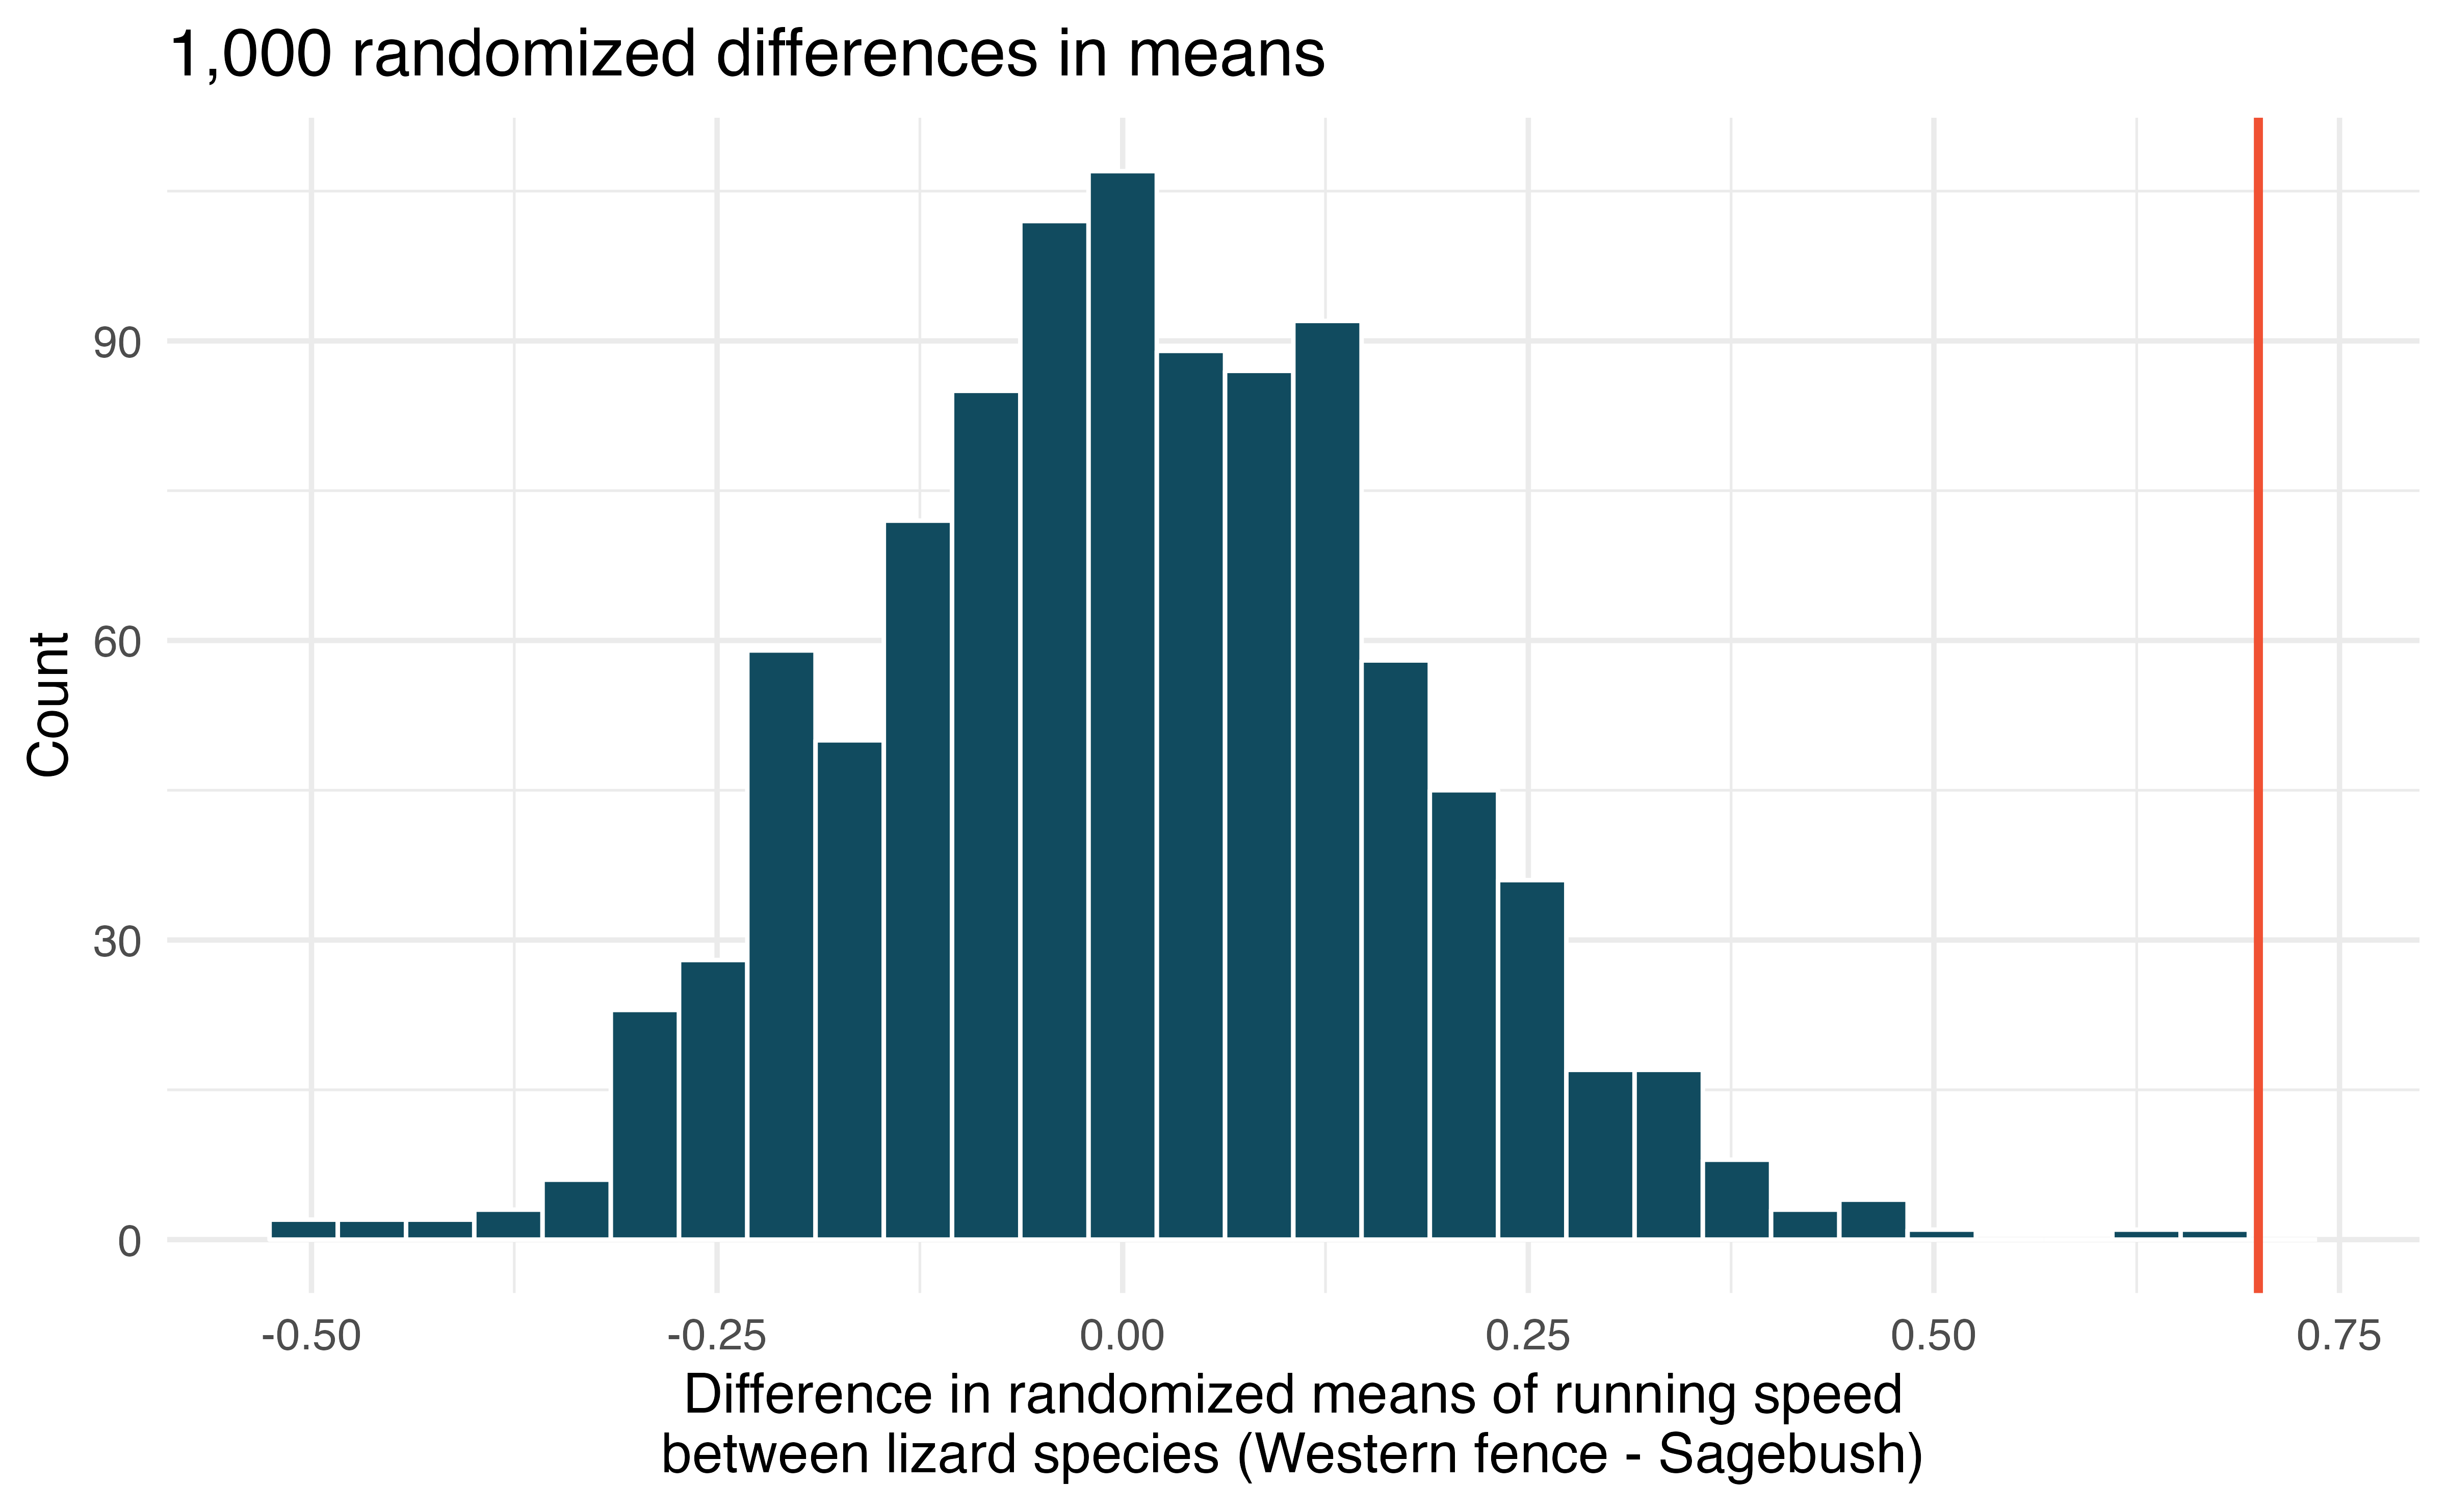 1,000 randomized differences in means
Count
90
60
30
0
-0.50
-0.25
0.00
0.25
0.50
0.75
Difference in randomized means of running speed
between lizard species (Western fence - Sagebush)